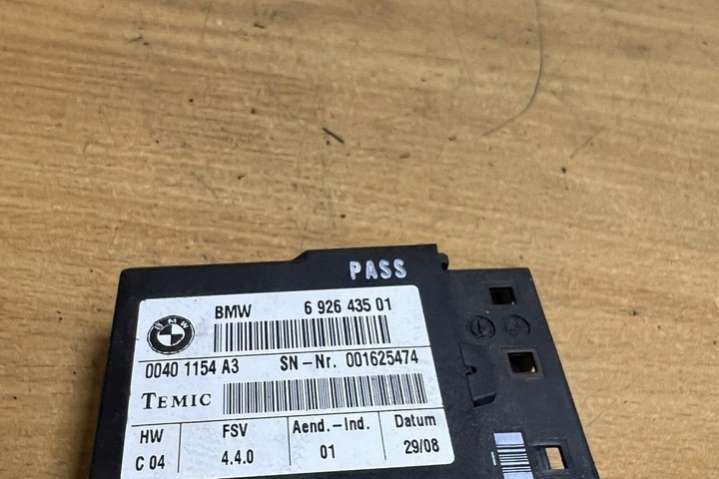 PASS
BMW 6 926 435 01
BMW
0040 1154 A3 SN-Nr. 001625474
TEMIC
HW FSV Aend.-Ind. Datum
C 04 4.4.0 01 29/08